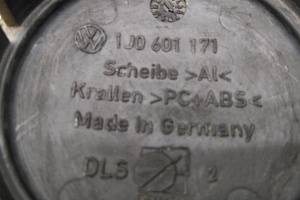 1J0 601 171
Scheibe >Al<
Krallen >PC+ABS<
Made in Germany
DLS 2